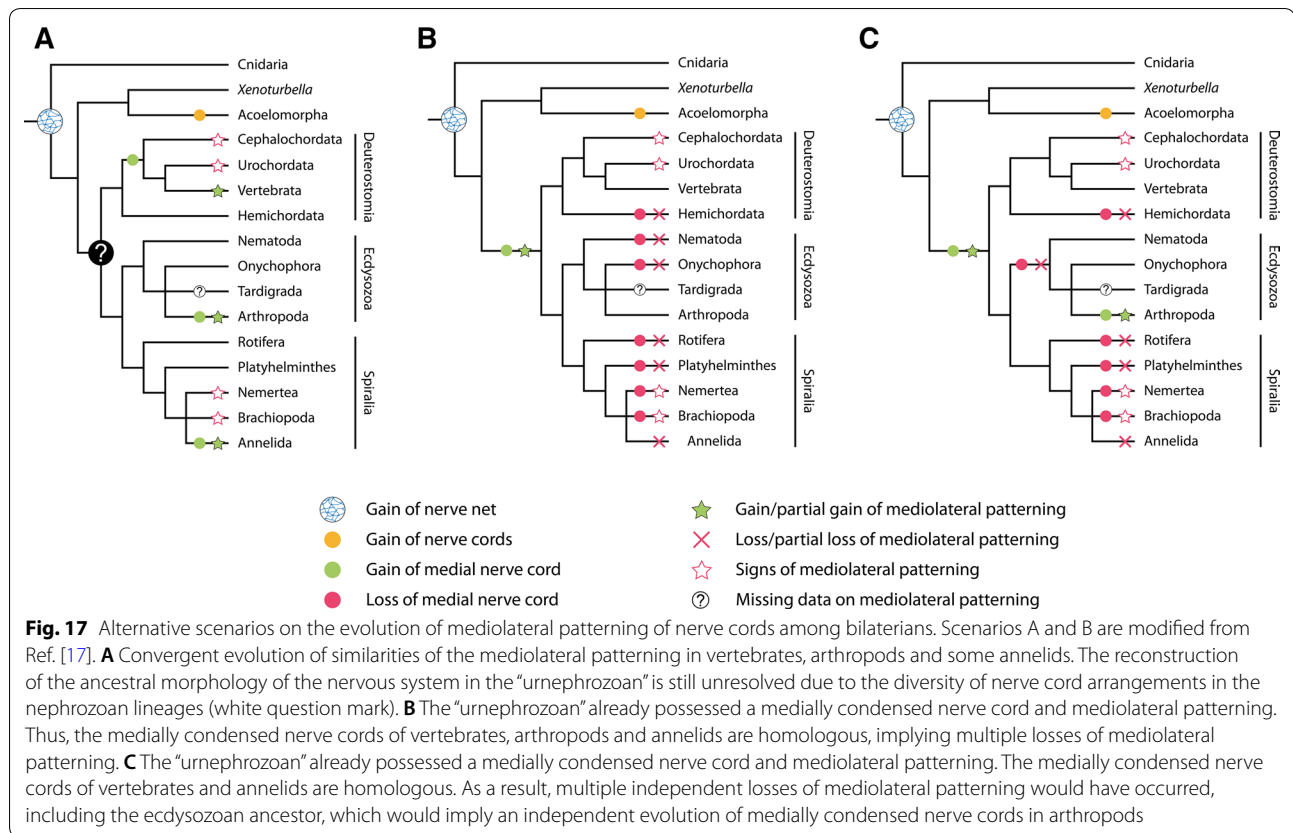 A
Cnidaria
Xenoturbella
Acoelomorpha
Cephalochordata
Urochordata
Vertebrata
Hemichordata
Nematoda
Onychophora
Tardigrada
Arthropoda
Rotifera
Platyhelminthes
Nemertea
Brachiopoda
Annelida
Deuterostomia
Ecdysozoa
Spiralia
?
?
B
Cnidaria
Xenoturbella
Acoelomorpha
Cephalochordata
Urochordata
Vertebrata
Hemichordata
Nematoda
Onychophora
Tardigrada
Arthropoda
Rotifera
Platyhelminthes
Nemertea
Brachiopoda
Annelida
Deuterostomia
Ecdysozoa
Spiralia
?
C
Cnidaria
Xenoturbella
Acoelomorpha
Cephalochordata
Urochordata
Vertebrata
Hemichordata
Nematoda
Onychophora
Tardigrada
Arthropoda
Rotifera
Platyhelminthes
Nemertea
Brachiopoda
Annelida
Deuterostomia
Ecdysozoa
Spiralia
?
Gain of nerve net
Gain of nerve cords
Gain of medial nerve cord
Loss of medial nerve cord
Gain/partial gain of mediolateral patterning
Loss/partial loss of mediolateral patterning
Signs of mediolateral patterning
? Missing data on mediolateral patterning
Fig. 17 Alternative scenarios on the evolution of mediolateral patterning of nerve cords among bilaterians. Scenarios A and B are modified from
Ref. [17]. A Convergent evolution of similarities of the mediolateral patterning in vertebrates, arthropods and some annelids. The reconstruction
of the ancestral morphology of the nervous system in the “urnephrozoan” is still unresolved due to the diversity of nerve cord arrangements in the
nephrozoan lineages (white question mark). B The “urnephrozoan” already possessed a medially condensed nerve cord and mediolateral patterning.
Thus, the medially condensed nerve cords of vertebrates, arthropods and annelids are homologous, implying multiple losses of mediolateral
patterning. C The “urnephrozoan” already possessed a medially condensed nerve cord and mediolateral patterning. The medially condensed nerve
cords of vertebrates and annelids are homologous. As a result, multiple independent losses of mediolateral patterning would have occurred,
including the ecdysozoan ancestor, which would imply an independent evolution of medially condensed nerve cords in arthropods